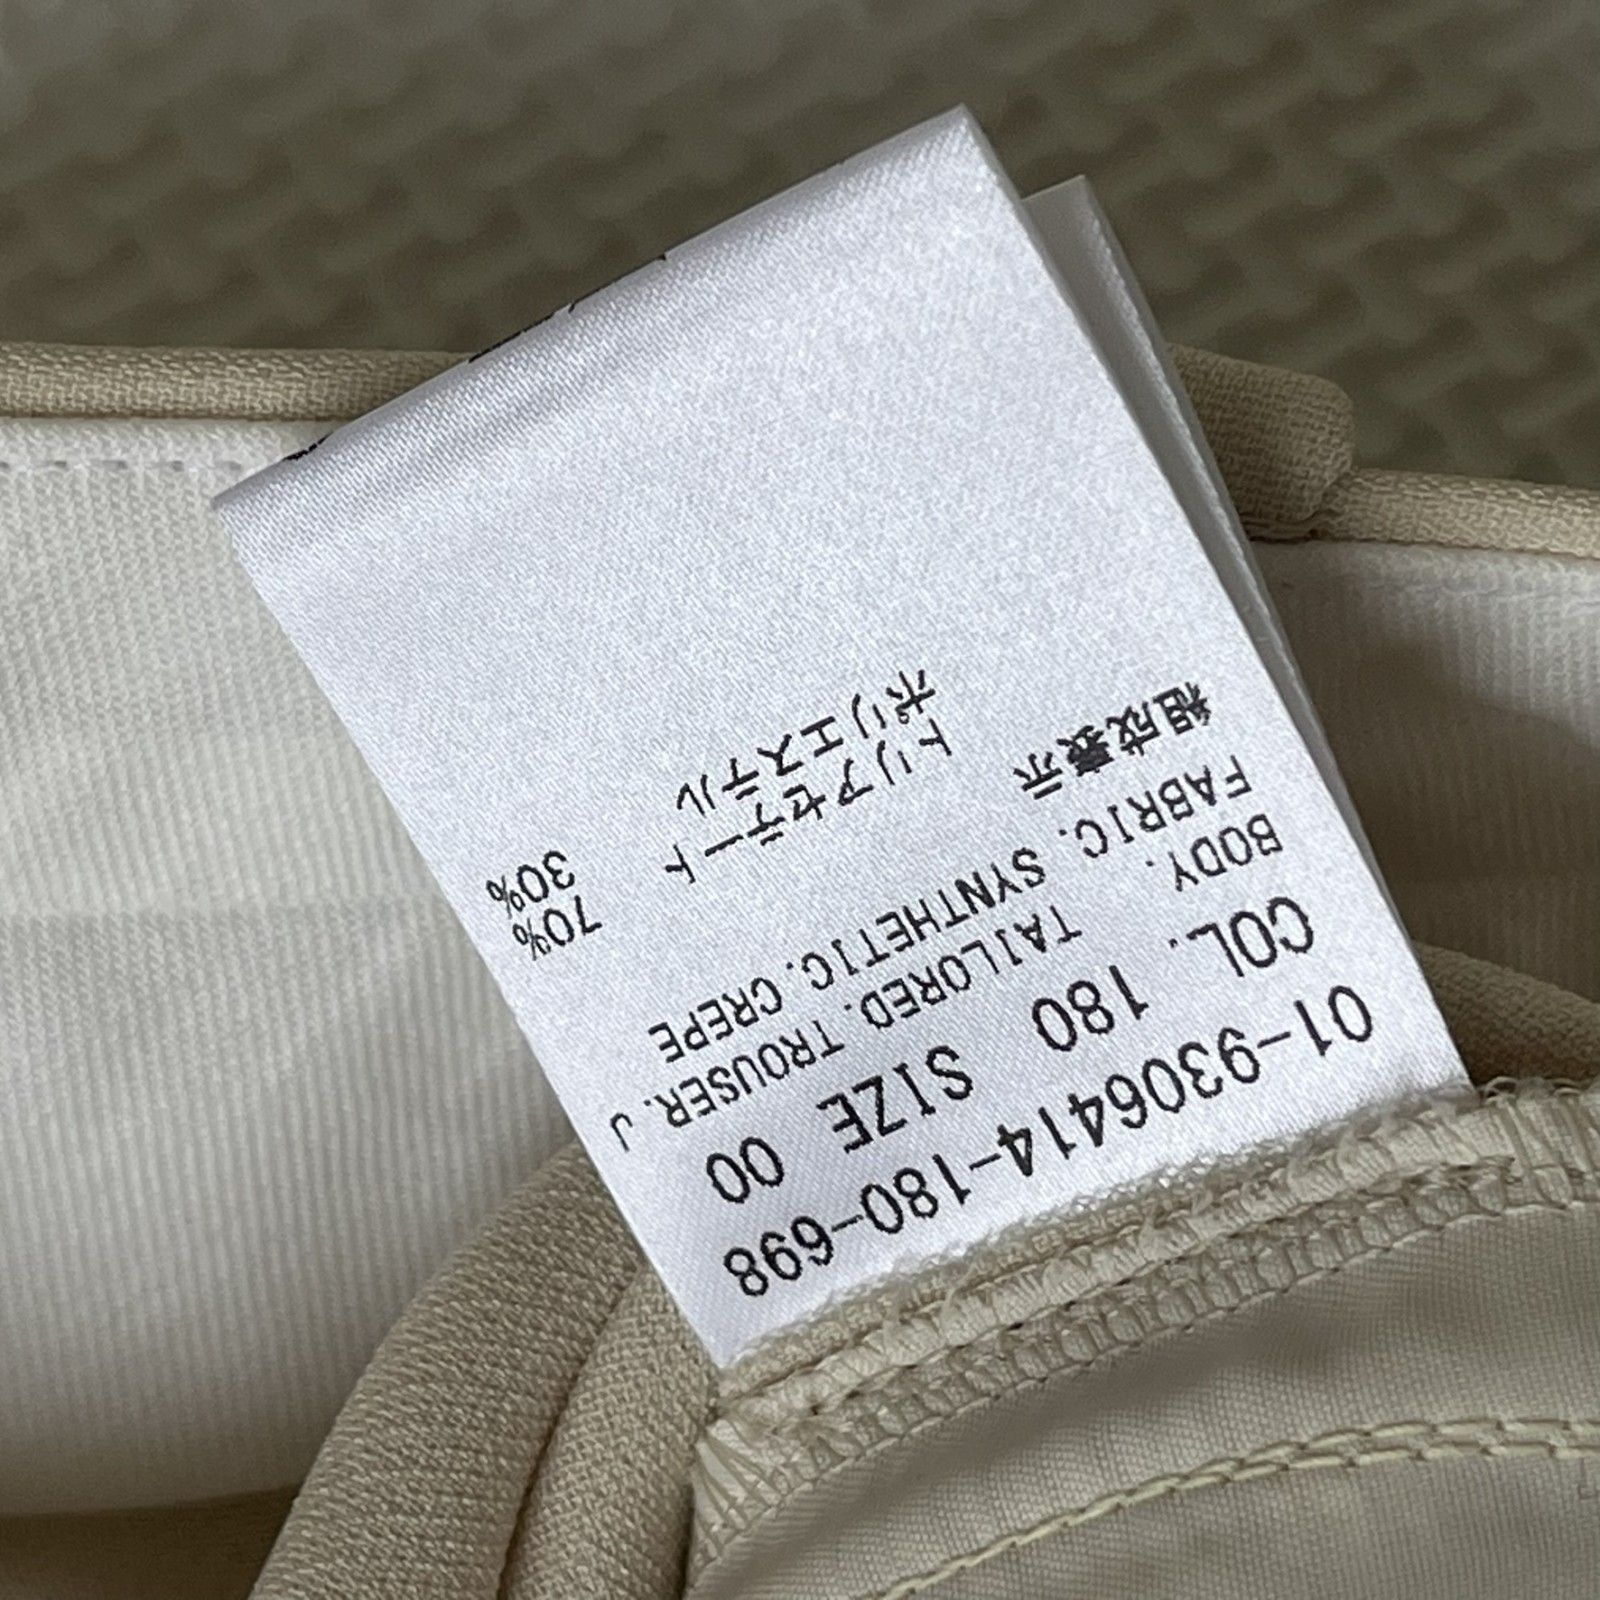 01-9306414-180-698
COL. 180 SIZE 00
BODY. TAILORED. TROUSER. J
FABRIC. SYNTHETIC. CREPE
組成表示
トリアセテート 70%
ポリエステル 30%